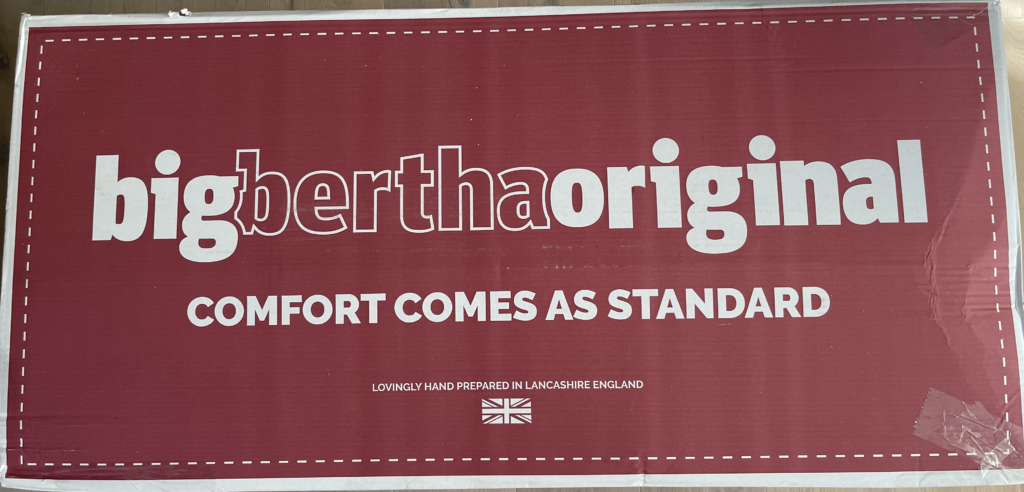 bigberthaoriginal
COMFORT COMES AS STANDARD
LOVINGLY HAND PREPARED IN LANCASHIRE ENGLAND